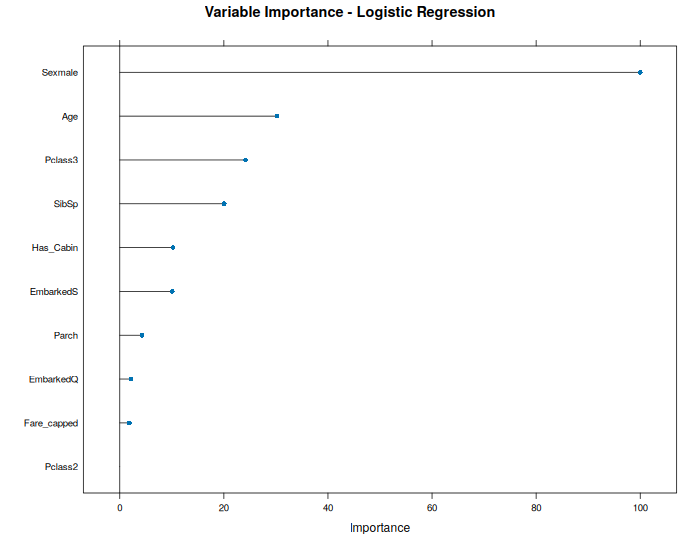 Variable Importance - Logistic Regression
Sexmale
Age
Pclass3
SibSp
Has_Cabin
EmbarkedS
Parch
EmbarkedQ
Fare_capped
Pclass2
0 20 40 60 80 100
Importance